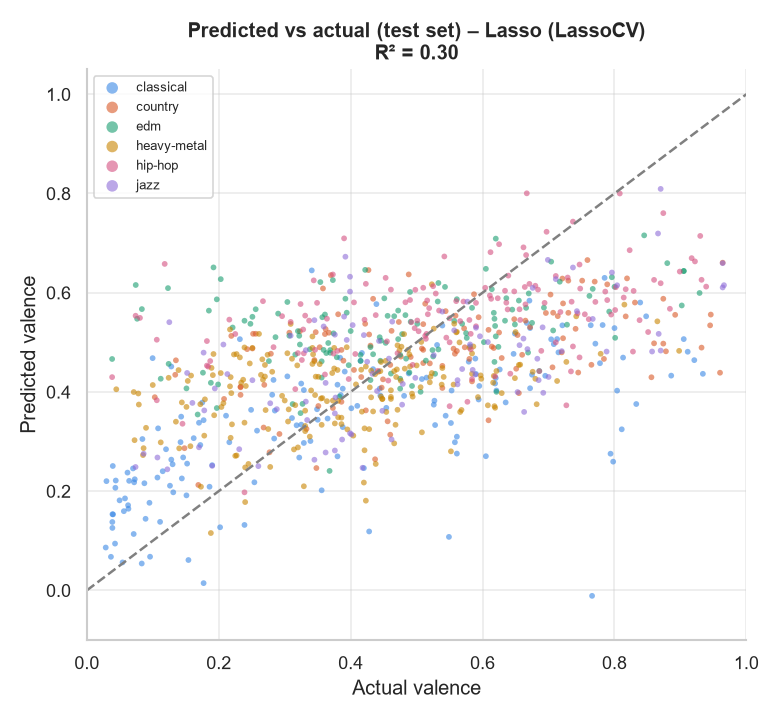 Predicted vs actual (test set) – Lasso (LassoCV)
R² = 0.30
classical
country
edm
heavy-metal
hip-hop
jazz
1.0
0.8
0.6
0.4
0.2
0.0
Predicted valence
0.0 0.2 0.4 0.6 0.8 1.0
Actual valence